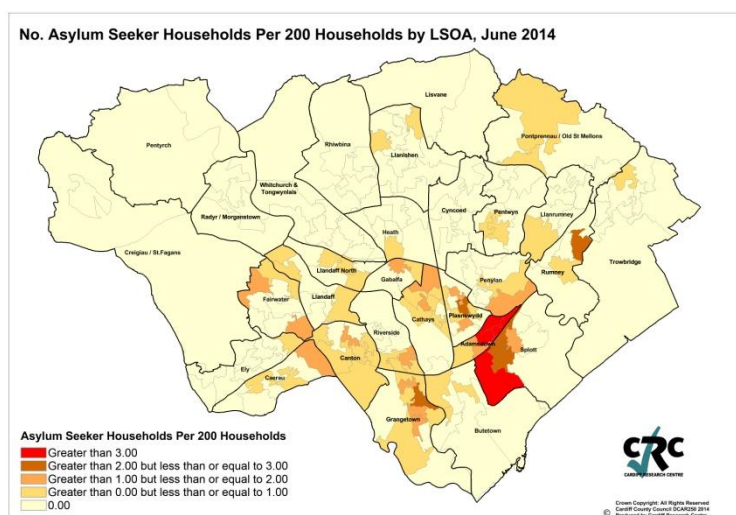 No. Asylum Seeker Households Per 200 Households by LSOA, June 2014
Lisvane
Pentyrch
Pontprennau / Old St Mellons
Rhiwbina
Llanishen
Whitchurch &
Tongwynlais
Radyr / Morganstown
Cyncoed
Pentwyn
Llanrumney
Heath
Creigiau / St.Fagans
Trowbridge
Llandaff North
Gabalfa
Penylan
Rumney
Fairwater
Llandaff
Cathays
Plasnewydd
Riverside
Adamsdown
Splott
Canton
Ely
Caerau
Grangetown
Butetown
Asylum Seeker Households Per 200 Households
Greater than 3.00
Greater than 2.00 but less than or equal to 3.00
Greater than 1.00 but less than or equal to 2.00
Greater than 0.00 but less than or equal to 1.00
0.00
CRC
CARDIFF RESEARCH CENTRE
Crown Copyright: All Rights Reserved
Cardiff County Council DCAR250 2014
© Produced by Cardiff Research Centre